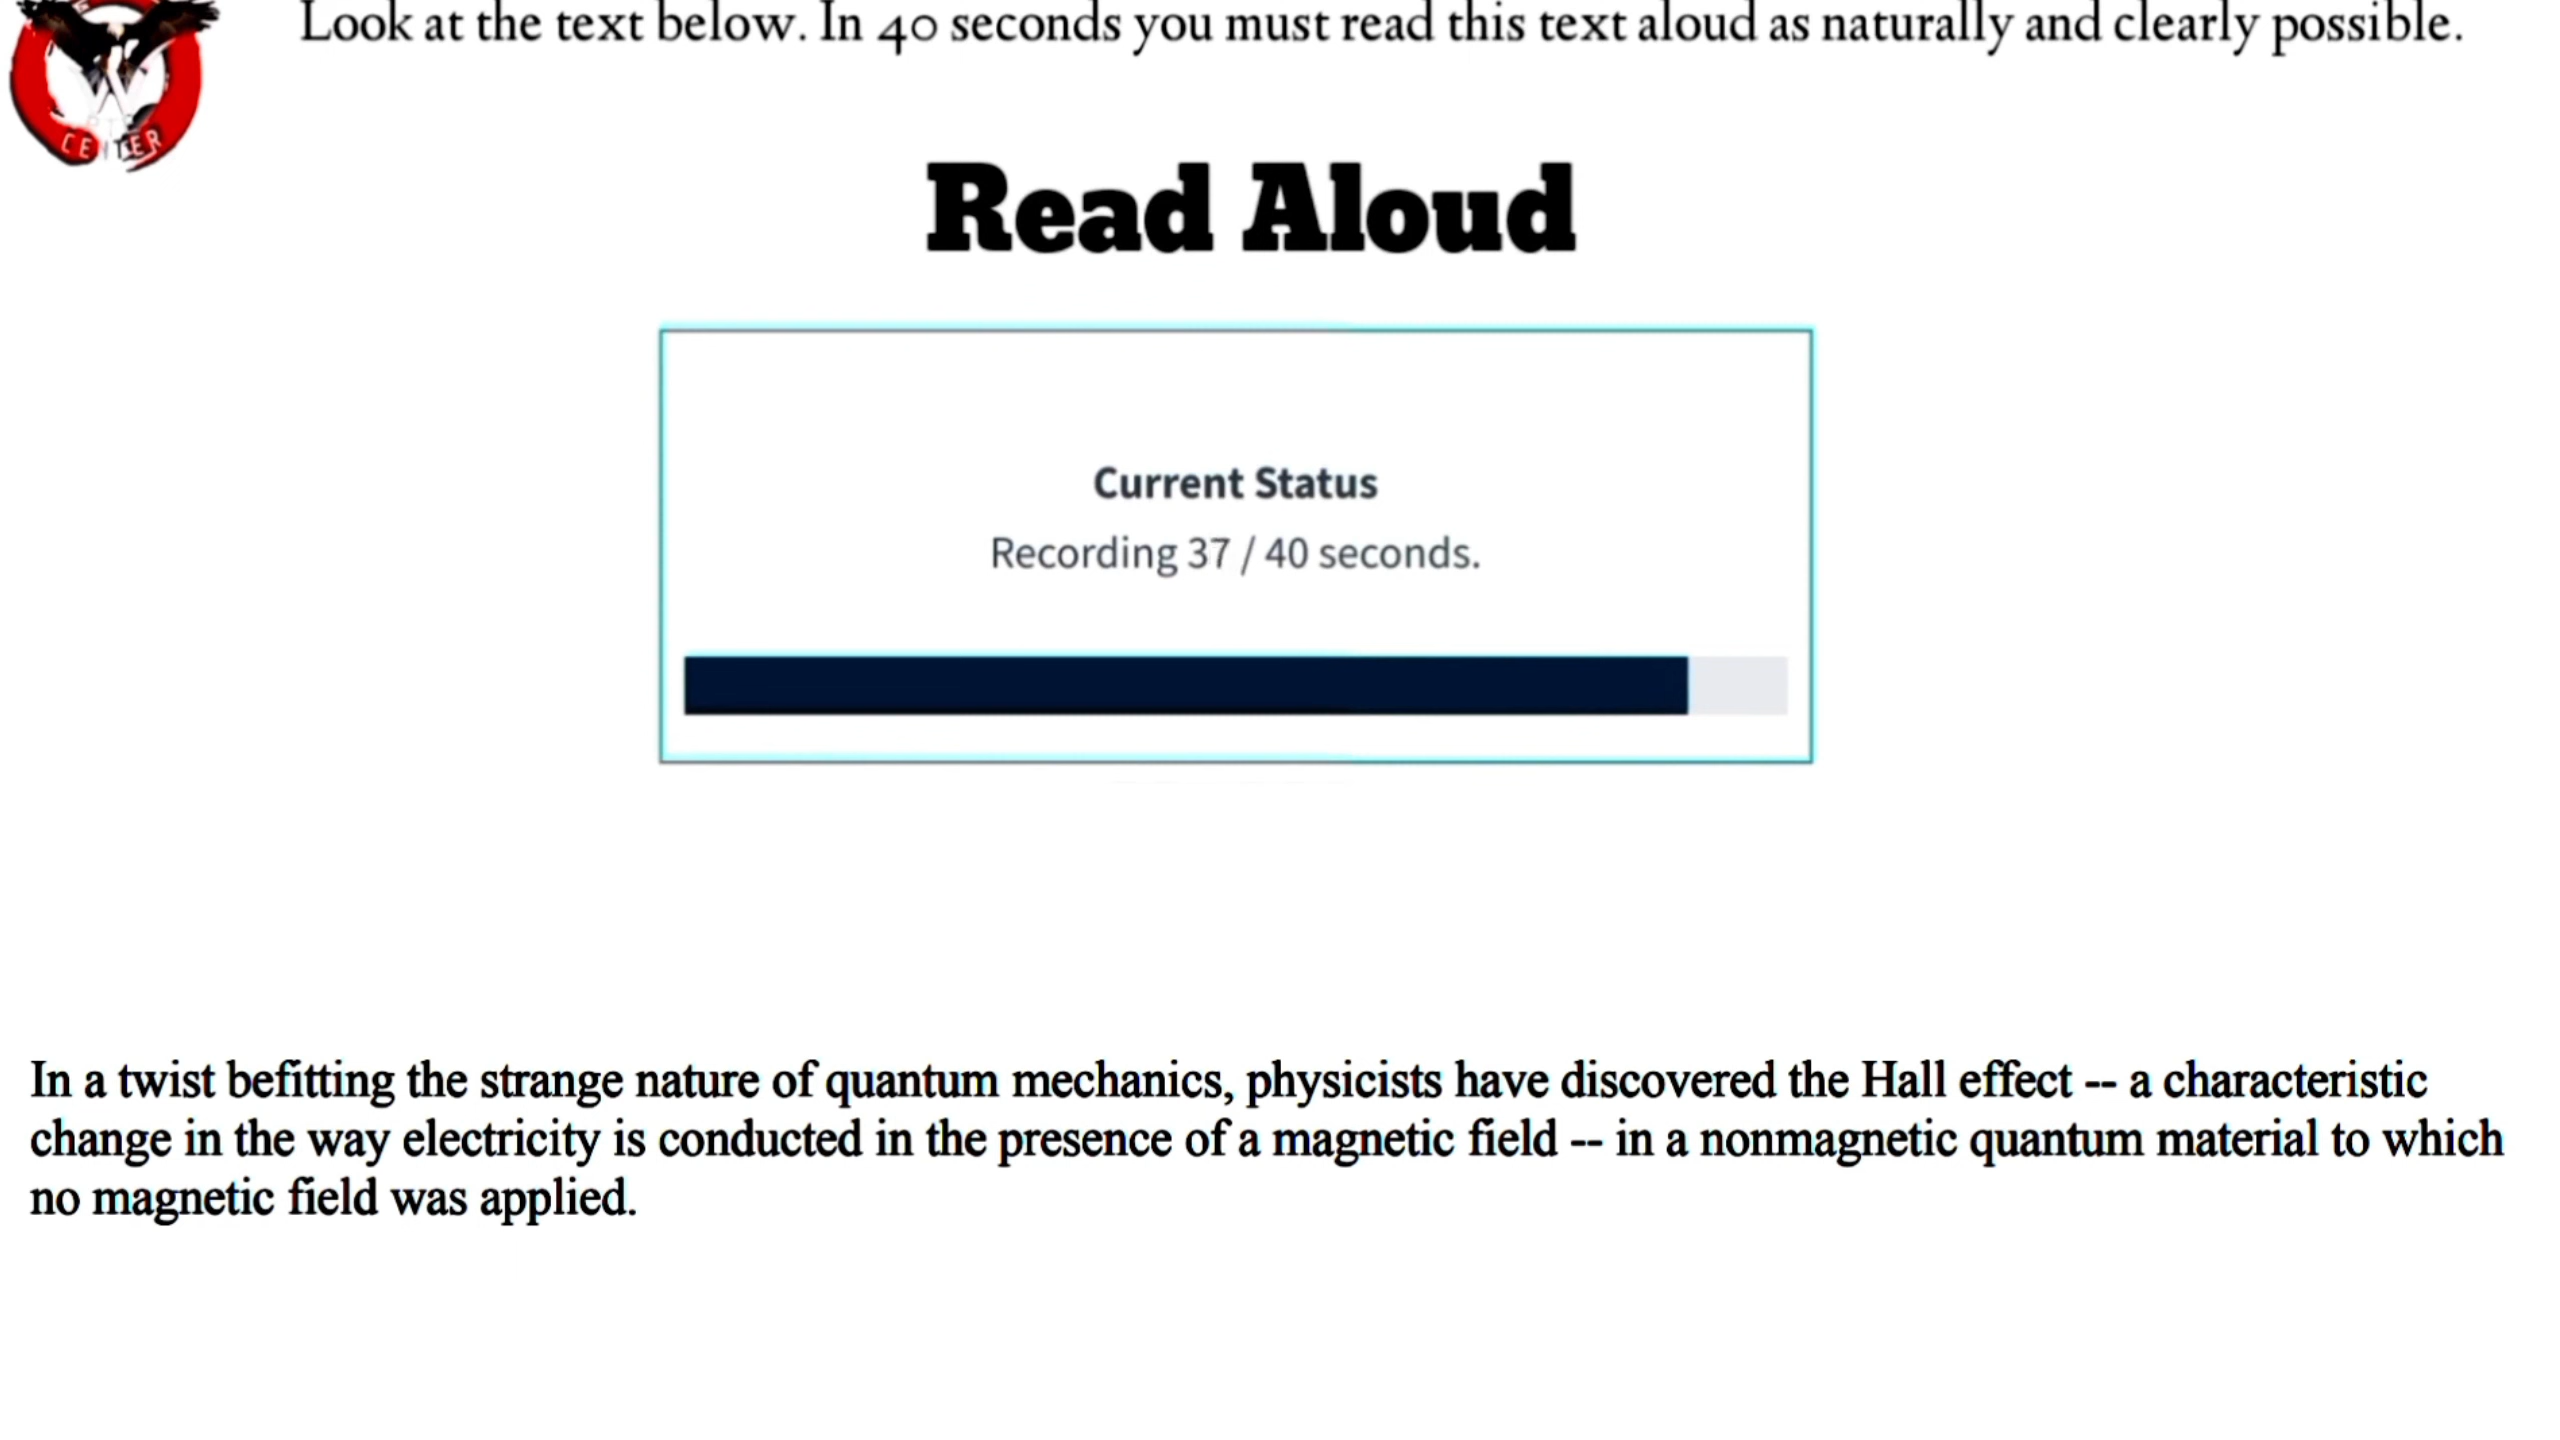 Look at the text below. In 40 seconds you must read this text aloud as naturally and clearly possible.
W
CENTER
Read Aloud
Current Status
Recording 37 / 40 seconds.
In a twist befitting the strange nature of quantum mechanics, physicists have discovered the Hall effect -- a characteristic
change in the way electricity is conducted in the presence of a magnetic field -- in a nonmagnetic quantum material to which
no magnetic field was applied.